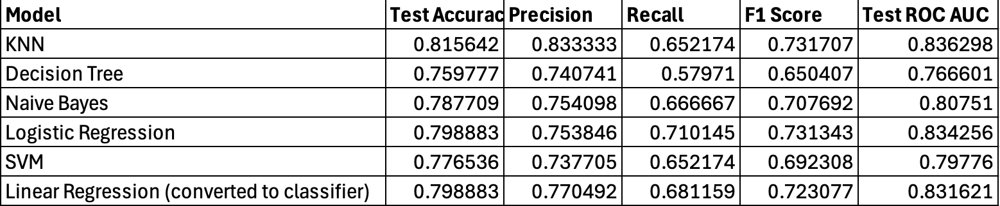 Model Test Accurac Precision Recall F1 Score Test ROC AUC
KNN 0.815642 0.833333 0.652174 0.731707 0.836298
Decision Tree 0.759777 0.740741 0.57971 0.650407 0.766601
Naive Bayes 0.787709 0.754098 0.666667 0.707692 0.80751
Logistic Regression 0.798883 0.753846 0.710145 0.731343 0.834256
SVM 0.776536 0.737705 0.652174 0.692308 0.79776
Linear Regression (converted to classifier) 0.798883 0.770492 0.681159 0.723077 0.831621